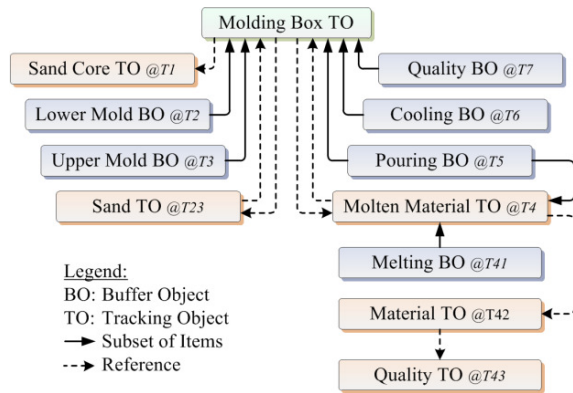 Molding Box TO
Sand Core TO @T1
Quality BO @T7
Lower Mold BO @T2
Cooling BO @T6
Upper Mold BO @T3
Pouring BO @T5
Sand TO @T23
Molten Material TO @T4
Melting BO @T41
Material TO @T42
Quality TO @T43
Legend:
BO: Buffer Object
TO: Tracking Object
Subset of Items
Reference